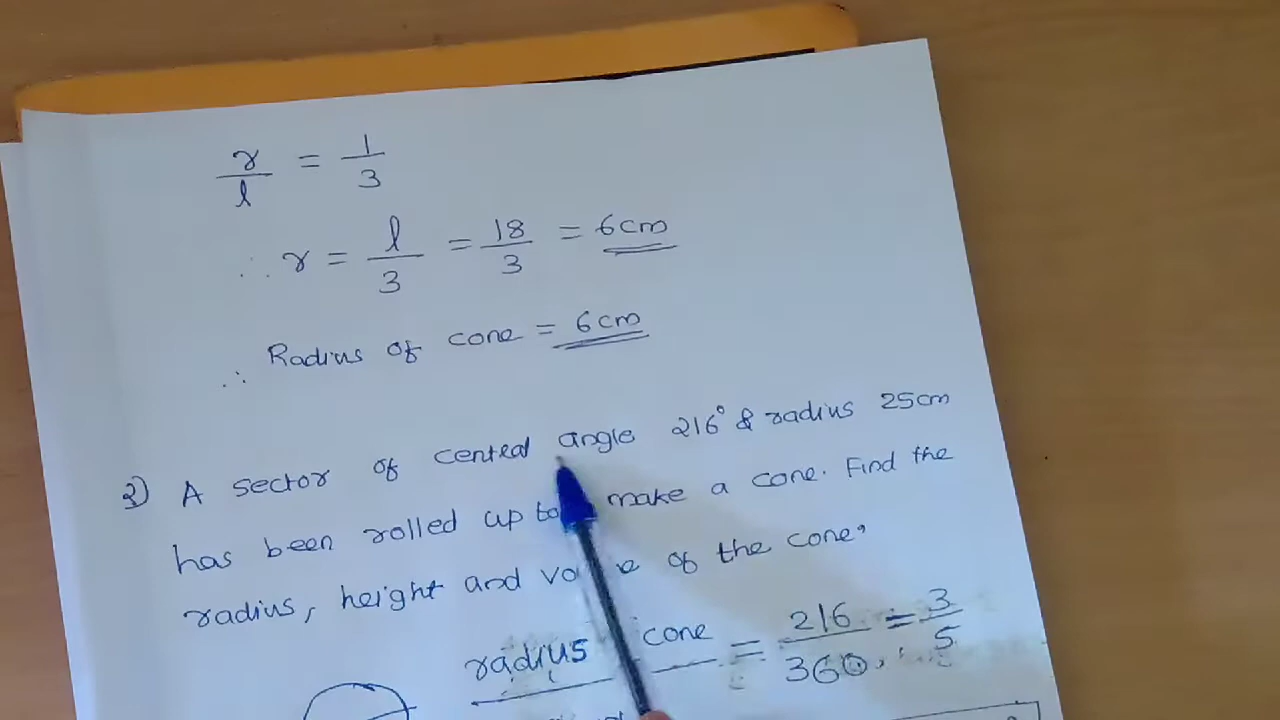 r/l = 1/3
∴ r = l/3 = 18/3 = 6cm
∴ Radius of cone = 6cm
2) A sector of central angle 216° & radius 25cm
has been rolled up to make a cone. Find the
radius, height and of the cone?
radius cone = 216/360 = 3/5